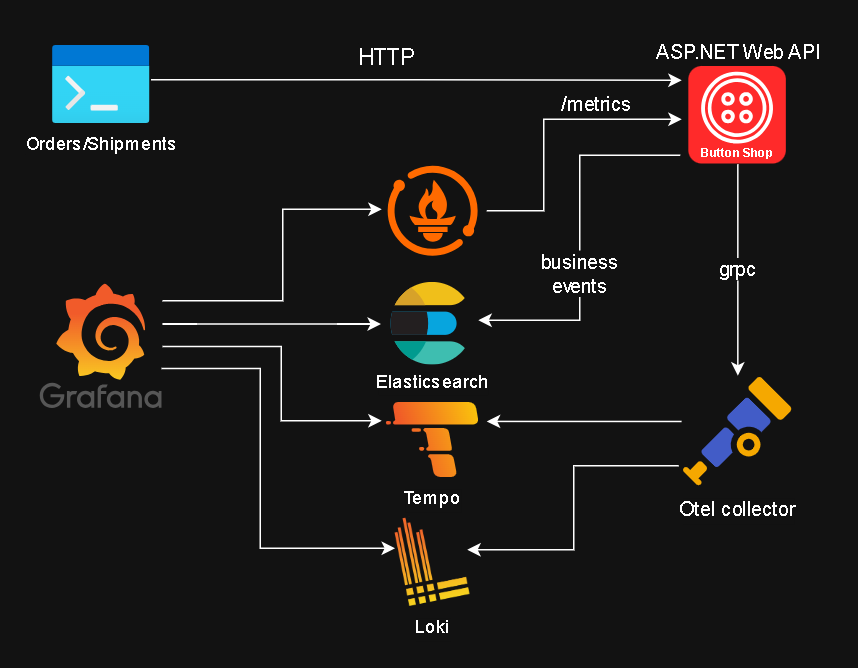 HTTP
ASP.NET Web API
/metrics
Button Shop
Orders/Shipments
business
events
grpc
Grafana
Elasticsearch
Tempo
Otel collector
Loki